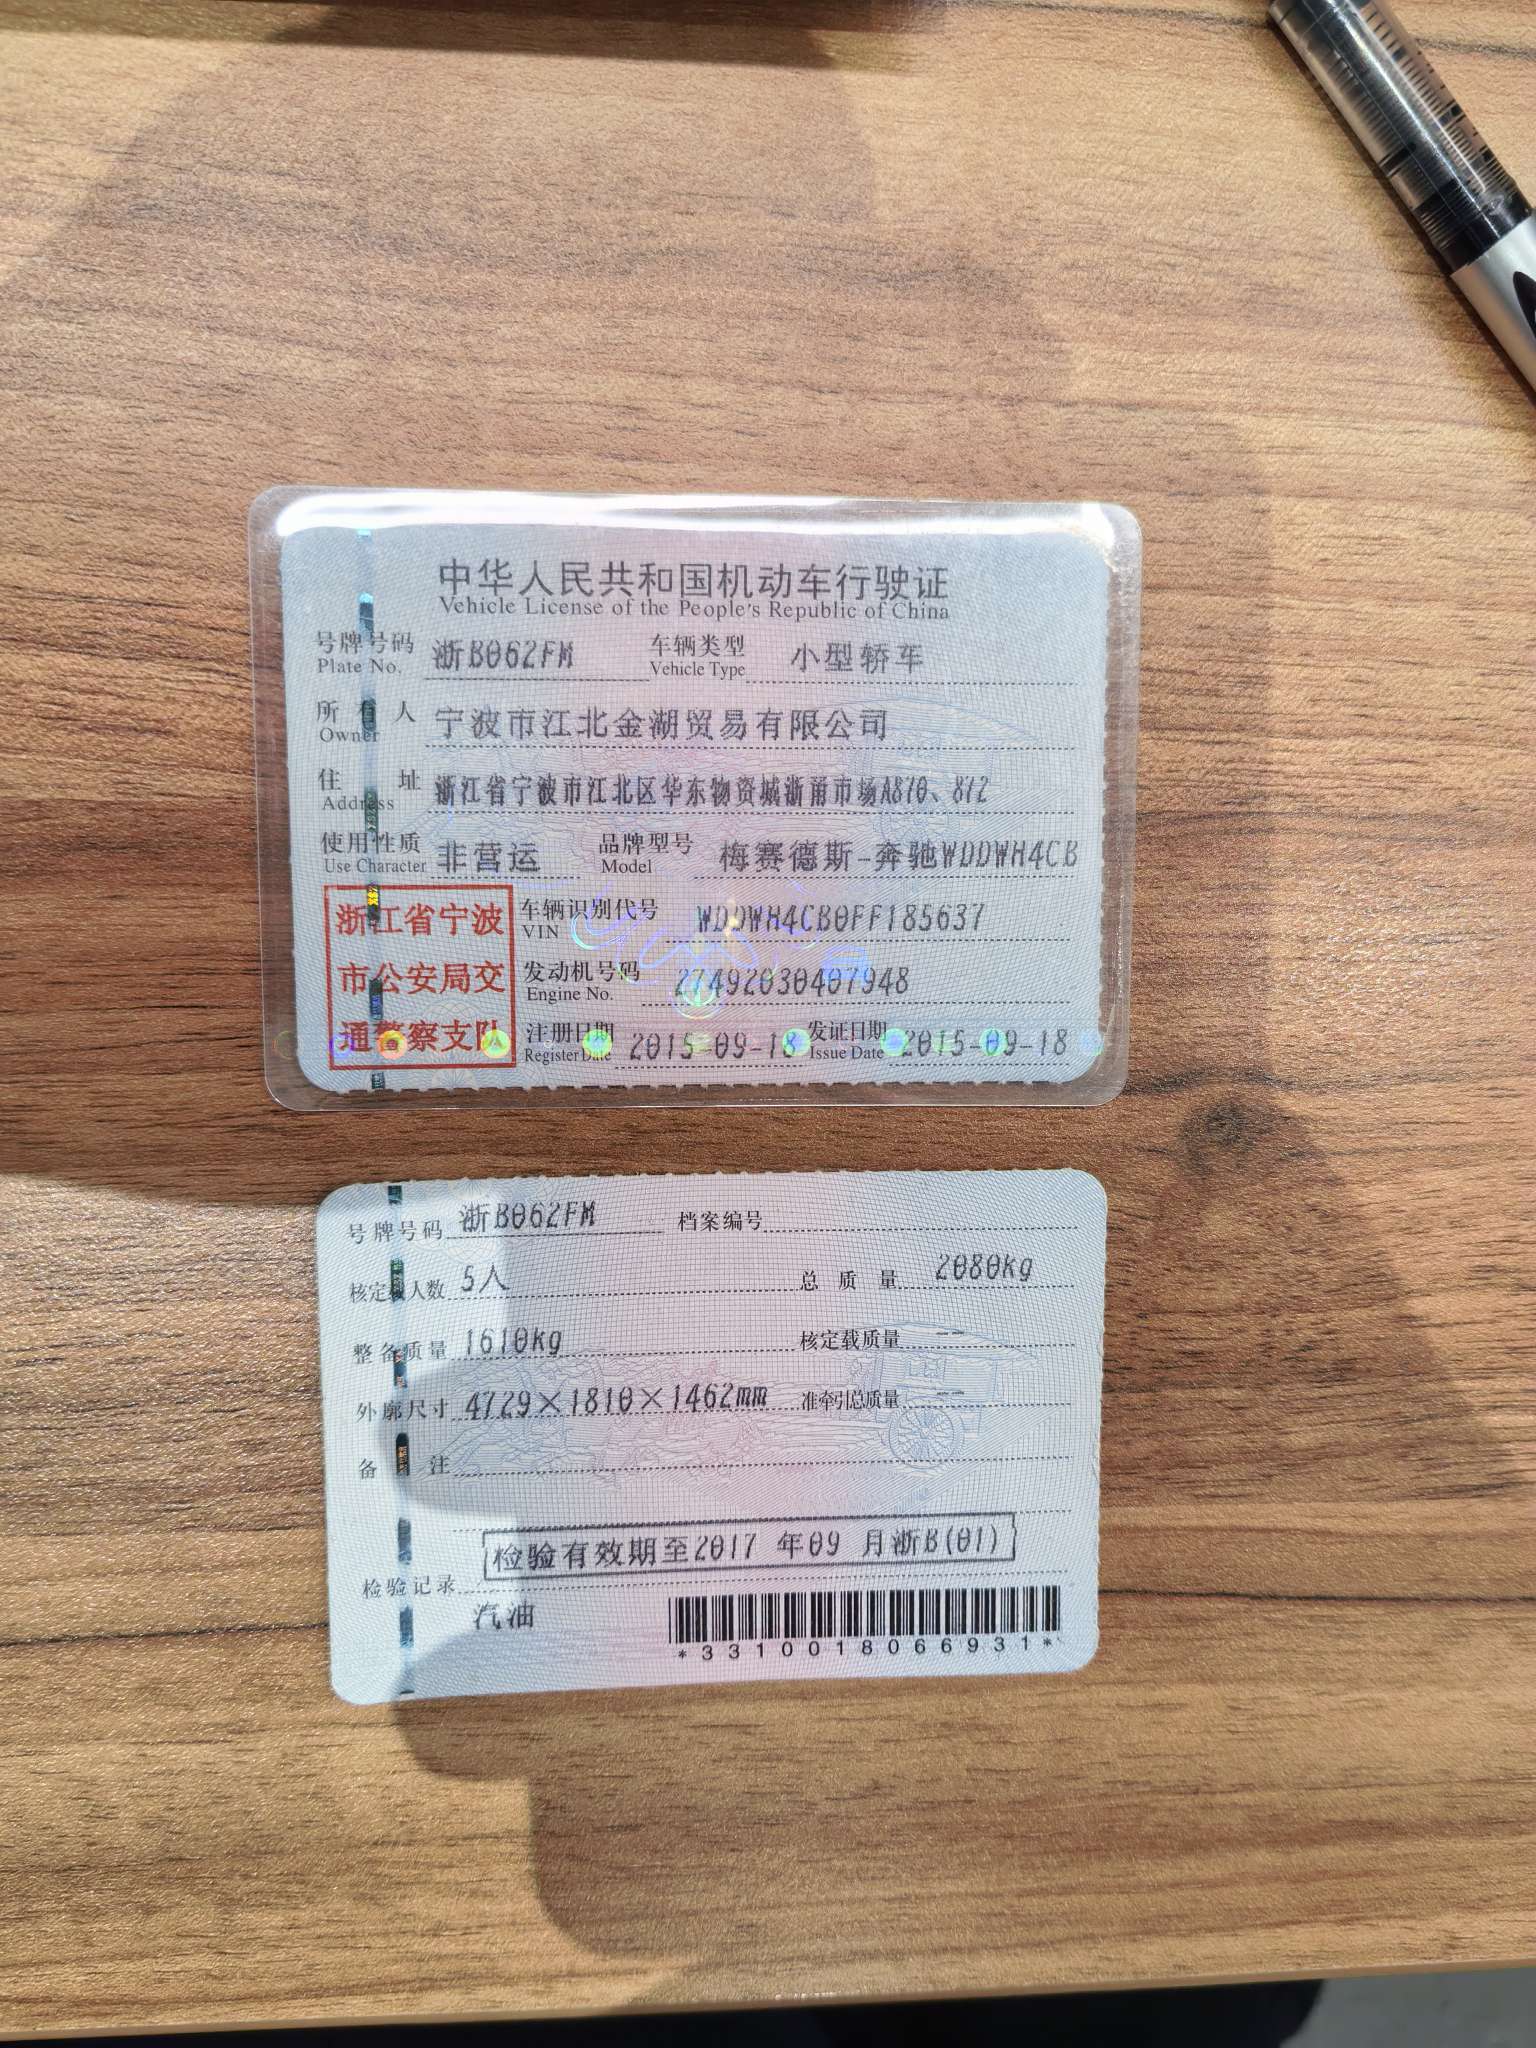 中华人民共和国机动车行驶证
Vehicle License of the People's Republic of China
号牌号码 浙B062FM 车辆类型 小型轿车
Plate No. Vehicle Type
所有人 宁波市江北金湖贸易有限公司
Owner
住址 浙江省宁波市江北区华东物资城浙甬市场A870、872
Address
使用性质 非营运 品牌型号 梅赛德斯-奔驰WDDWH4CB
Use Character Model
浙江省宁波
市公安局交
通警察支队
车辆识别代号 WDDWH4CB0FF185637
VIN
发动机号码 27492030407948
Engine No.
注册日期 2015-09-18 发证日期 2015-09-18
Register Date Issue Date
号牌号码 浙B062FM 档案编号
核定载人数 5人 总质量 2080kg
整备质量 1610kg 核定载质量 --
外廓尺寸 4729×1810×1462mm 准牵引总质量 --
备注
检验有效期至2017 年09 月浙B(01)
检验记录
汽油
*3310018066931*